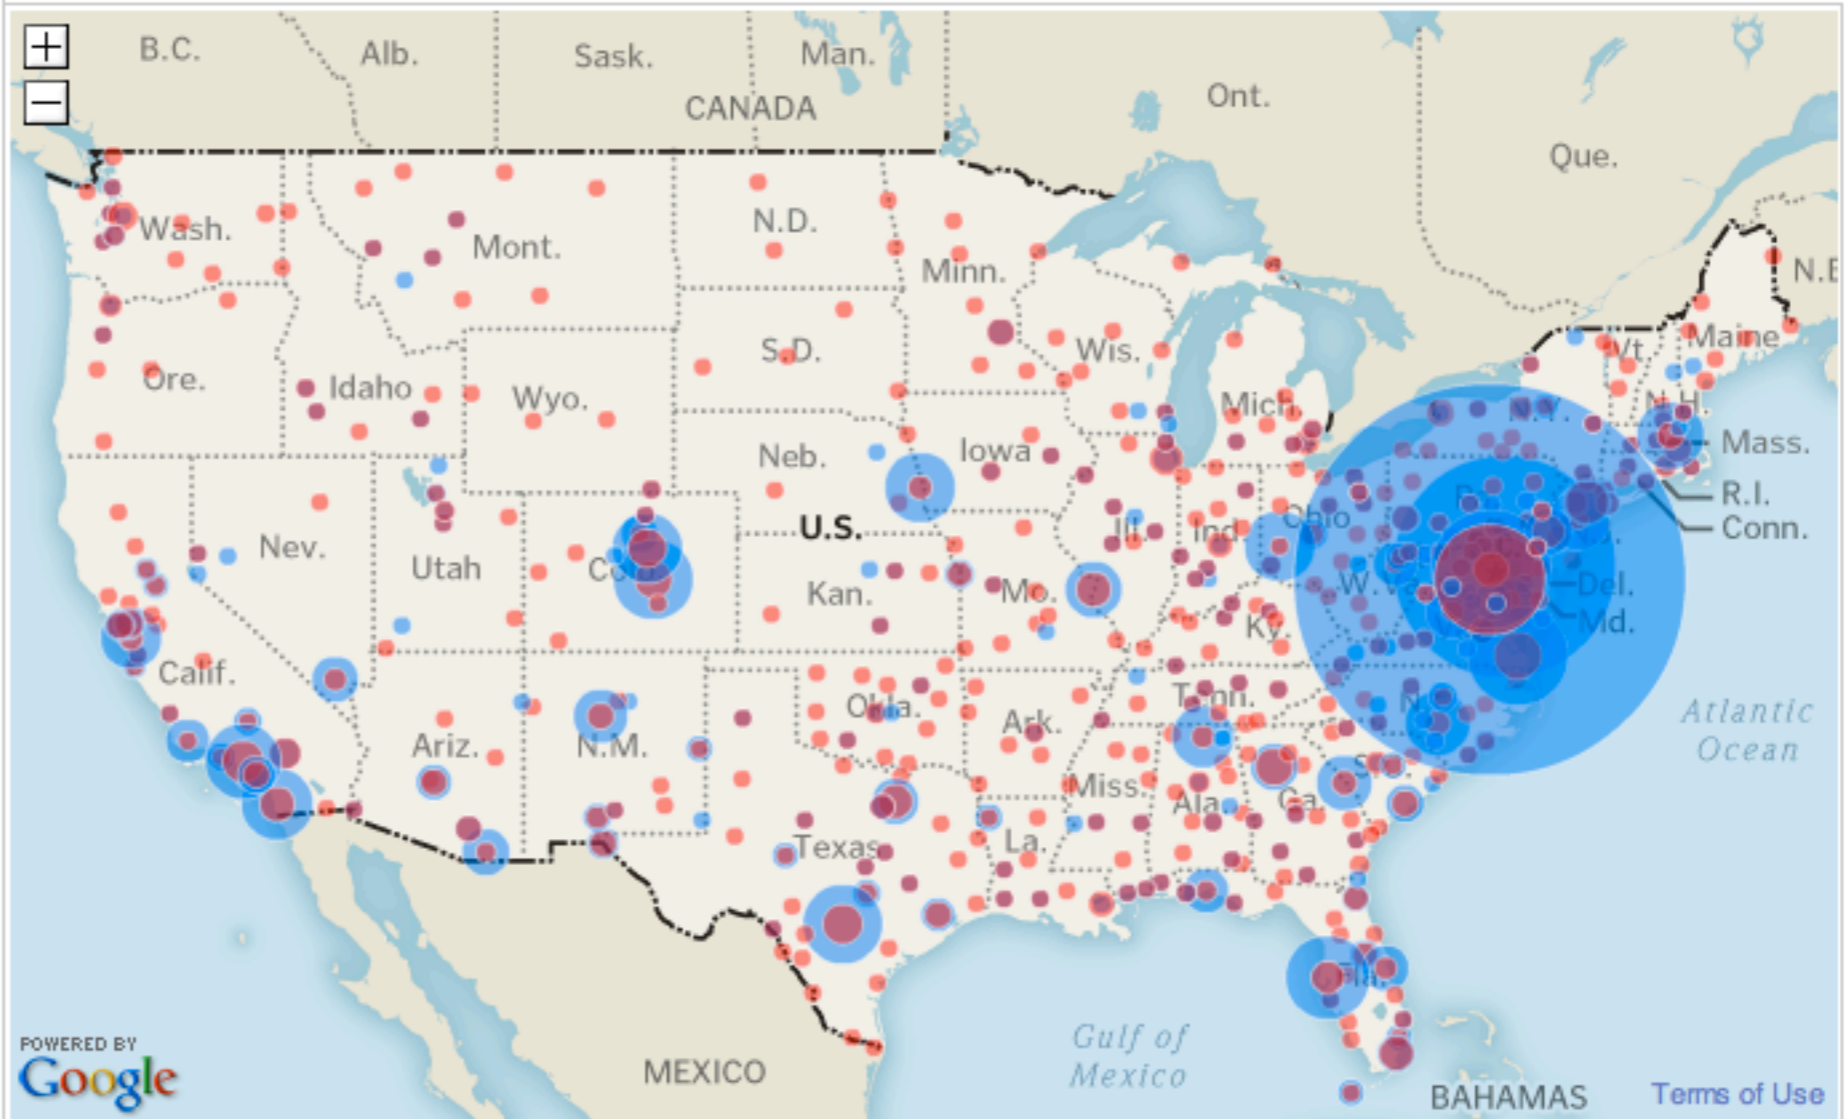 +
−
B.C.
Alb.
Sask.
Man.
CANADA
Ont.
Que.
Wash.
Mont.
N.D.
Minn.
Ore.
Idaho
Wyo.
S.D.
Wis.
Mich.
Vt.
Maine
N.H.
N.Y.
Mass.
R.I.
Conn.
Neb.
Iowa
Nev.
Utah
U.S.
Ill.
Ind.
Ohio
Kan.
Mo.
W.Va.
Del.
Md.
Ky.
Calif.
Ariz.
N.M.
Okla.
Ark.
Tenn.
Atlantic
Ocean
Miss.
Ala.
Ga.
Texas
La.
Fla.
Gulf of
Mexico
MEXICO
BAHAMAS
POWERED BY
Google
Terms of Use